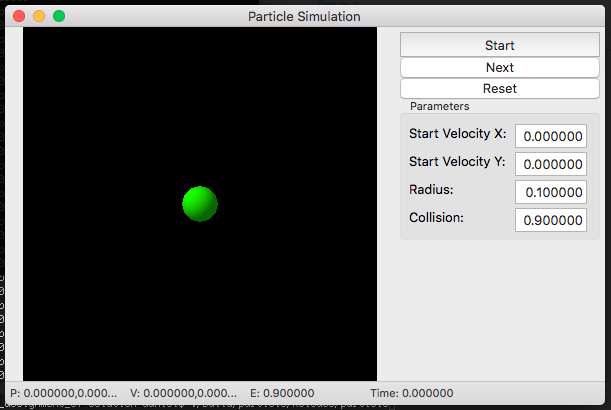 Particle Simulation
Start
Next
Reset
Parameters
Start Velocity X: 0.000000
Start Velocity Y: 0.000000
Radius: 0.100000
Collision: 0.900000
P: 0.000000,0.000... V: 0.000000,0.000... E: 0.900000 Time: 0.000000